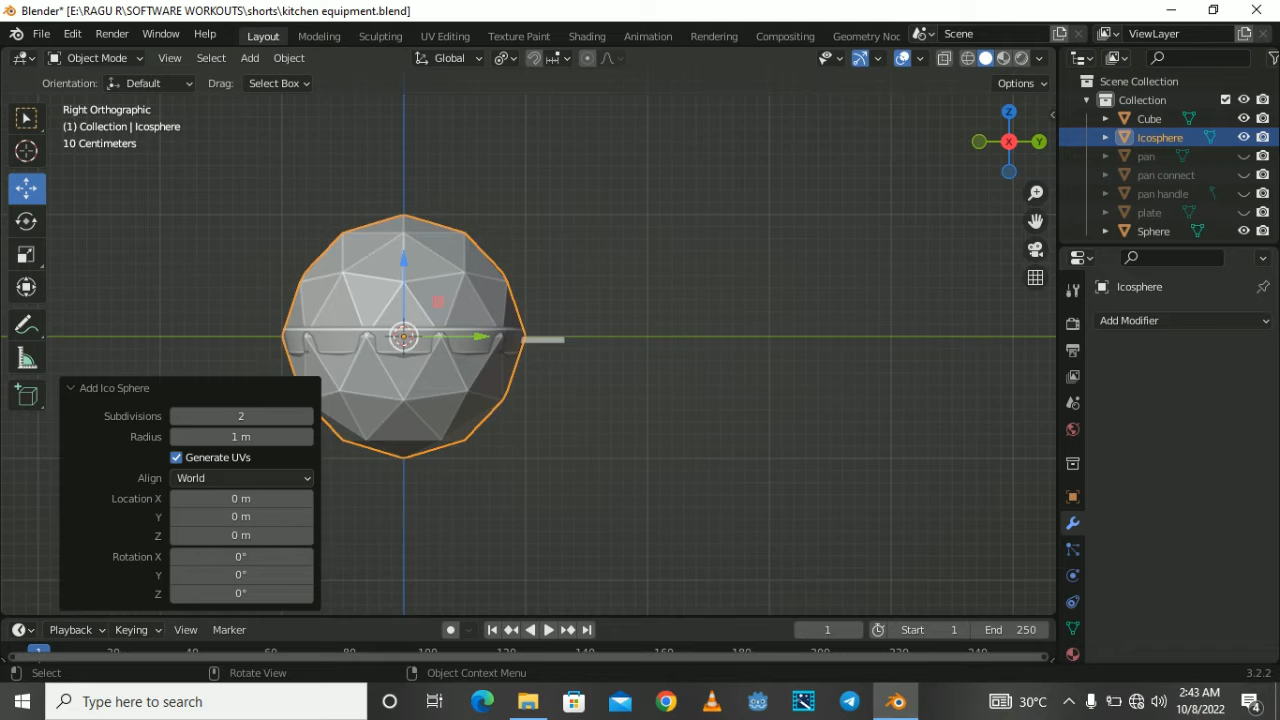 Blender* [E:\RAGU R\SOFTWARE WORKOUTS\shorts\kitchen equipment.blend]
File Edit Render Window Help Layout Modeling Sculpting UV Editing Texture Paint Shading Animation Rendering Compositing Geometry Noc Scene ViewLayer
Object Mode View Select Add Object Global
Orientation: Default Drag: Select Box Options
Right Orthographic
(1) Collection | Icosphere
10 Centimeters
Z
X
Y
Scene Collection
Collection
Cube
Icosphere
pan
pan connect
pan handle
plate
Sphere
Icosphere
Add Modifier
Add Ico Sphere
Subdivisions 2
Radius 1 m
Generate UVs
Align World
Location X 0 m
Y 0 m
Z 0 m
Rotation X 0°
Y 0°
Z 0°
Playback Keying View Marker 1 Start 1 End 250
1
Select Rotate View Object Context Menu 3.2.2
Type here to search
30°C
2:43 AM
10/8/2022
4